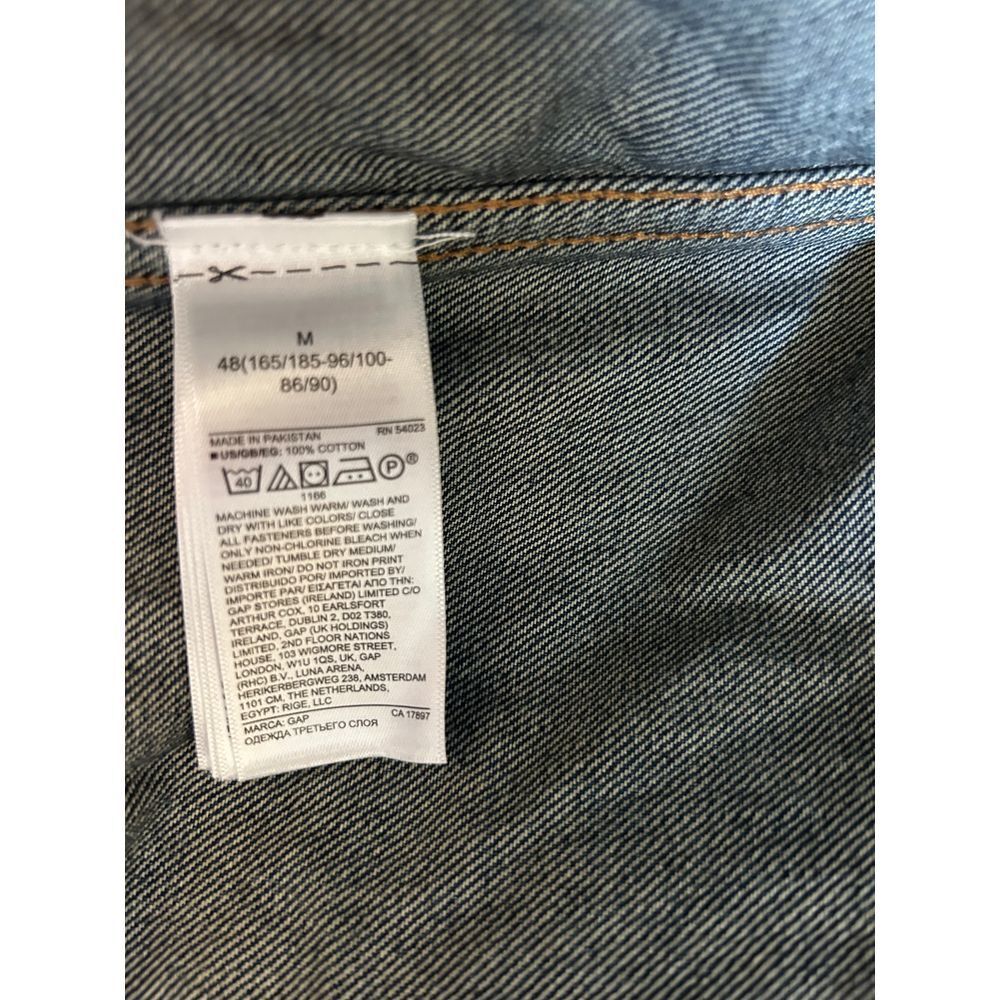 M
48(165/185-96/100-
86/90)
MADE IN PAKISTAN RN 54023
■US/GB/EG: 100% COTTON
40 P®
1166
MACHINE WASH WARM/ WASH AND
DRY WITH LIKE COLORS/ CLOSE
ALL FASTENERS BEFORE WASHING/
ONLY NON-CHLORINE BLEACH WHEN
NEEDED/ TUMBLE DRY MEDIUM/
WARM IRON/ DO NOT IRON PRINT
DISTRIBUIDO POR/ IMPORTED BY/
IMPORTE PAR/ ΕΙΣΑΓΕΤΑΙ ΑΠΟ ΤΗΝ:
GAP STORES (IRELAND) LIMITED C/O
ARTHUR COX, 10 EARLSFORT
TERRACE, DUBLIN 2, D02 T380,
IRELAND, GAP (UK HOLDINGS)
LIMITED, 2ND FLOOR NATIONS
HOUSE, 103 WIGMORE STREET,
LONDON, W1U 1QS, UK, GAP
(RHC) B.V., LUNA ARENA,
HERIKERBERGWEG 238, AMSTERDAM
1101 CM, THE NETHERLANDS,
EGYPT: RIGE, LLC
MARCA: GAP CA 17897
ОДЕЖДА ТРЕТЬЕГО СЛОЯ